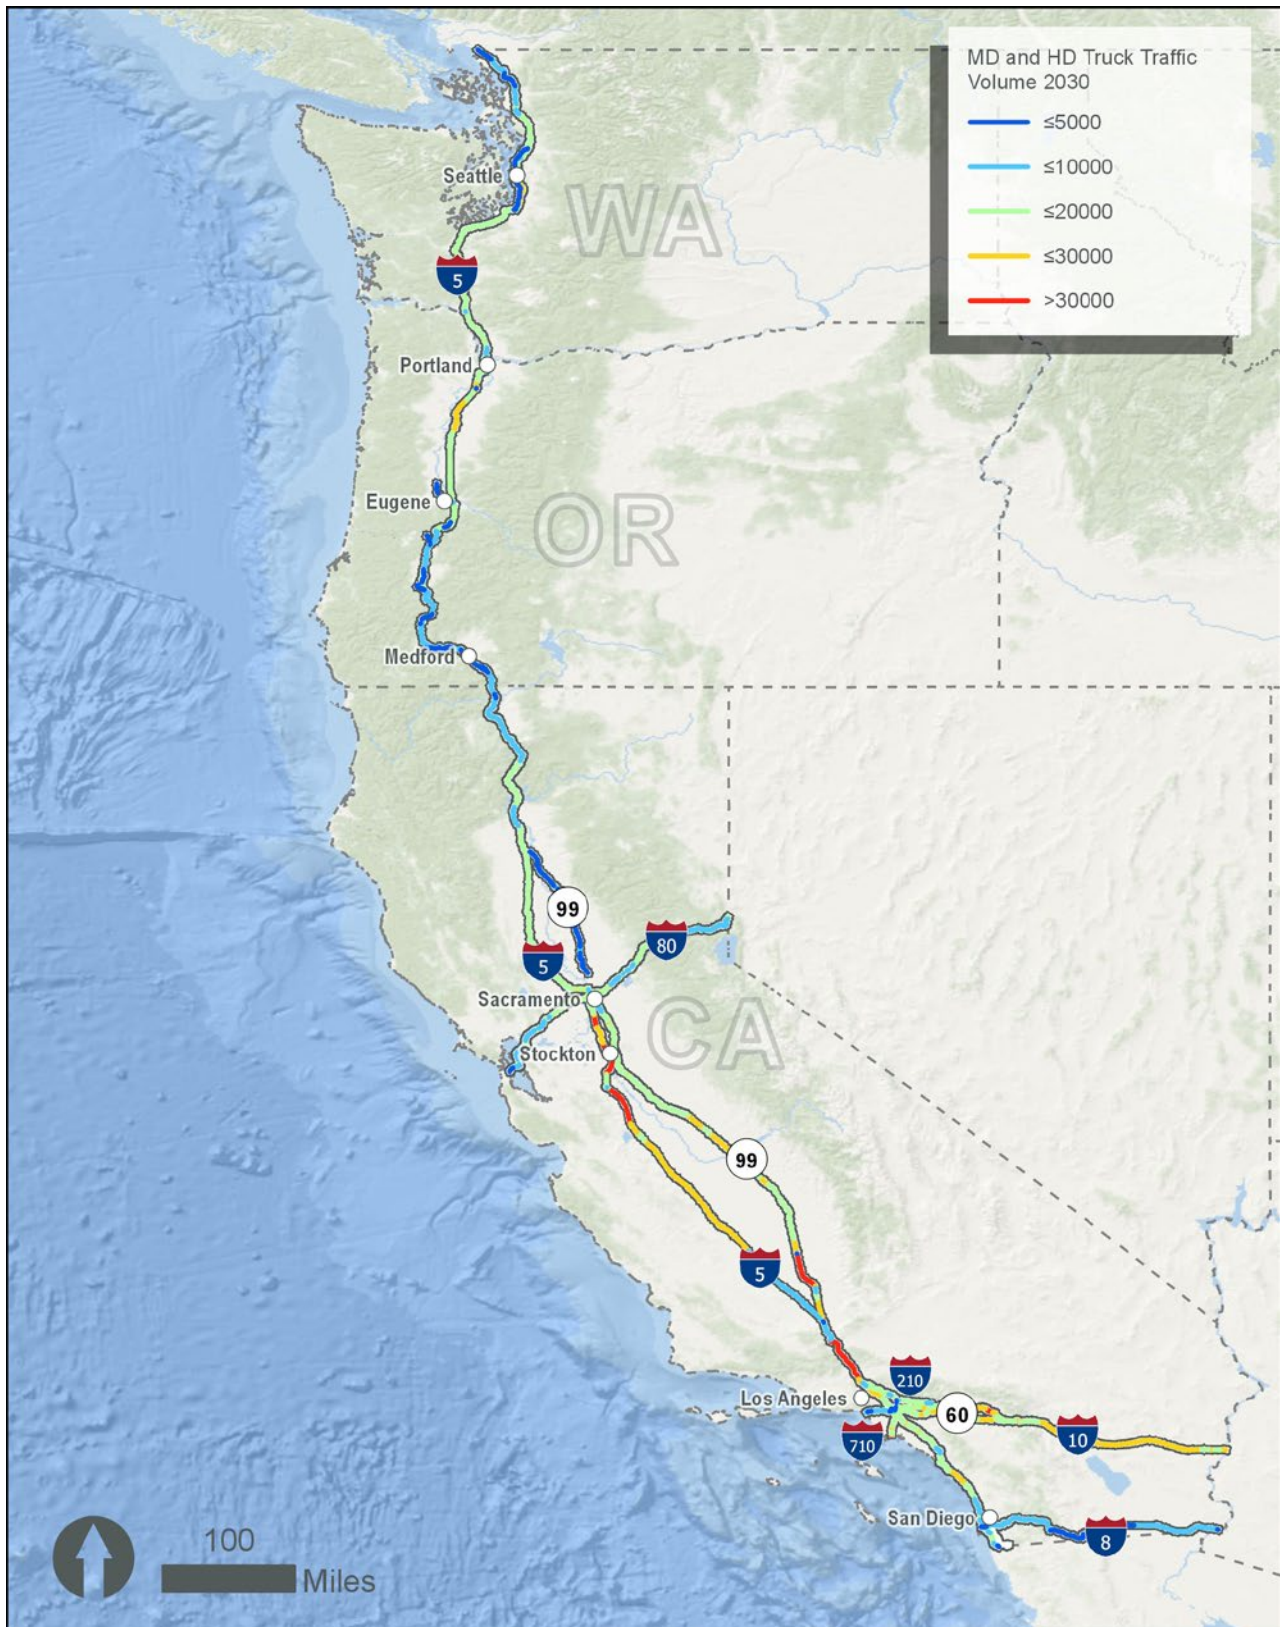 MD and HD Truck Traffic
Volume 2030
≤5000
≤10000
≤20000
≤30000
>30000
Seattle
WA
5
Portland
Eugene
OR
Medford
99
80
5
Sacramento
CA
Stockton
99
5
210
Los Angeles
60
710
10
San Diego
8
100
Miles